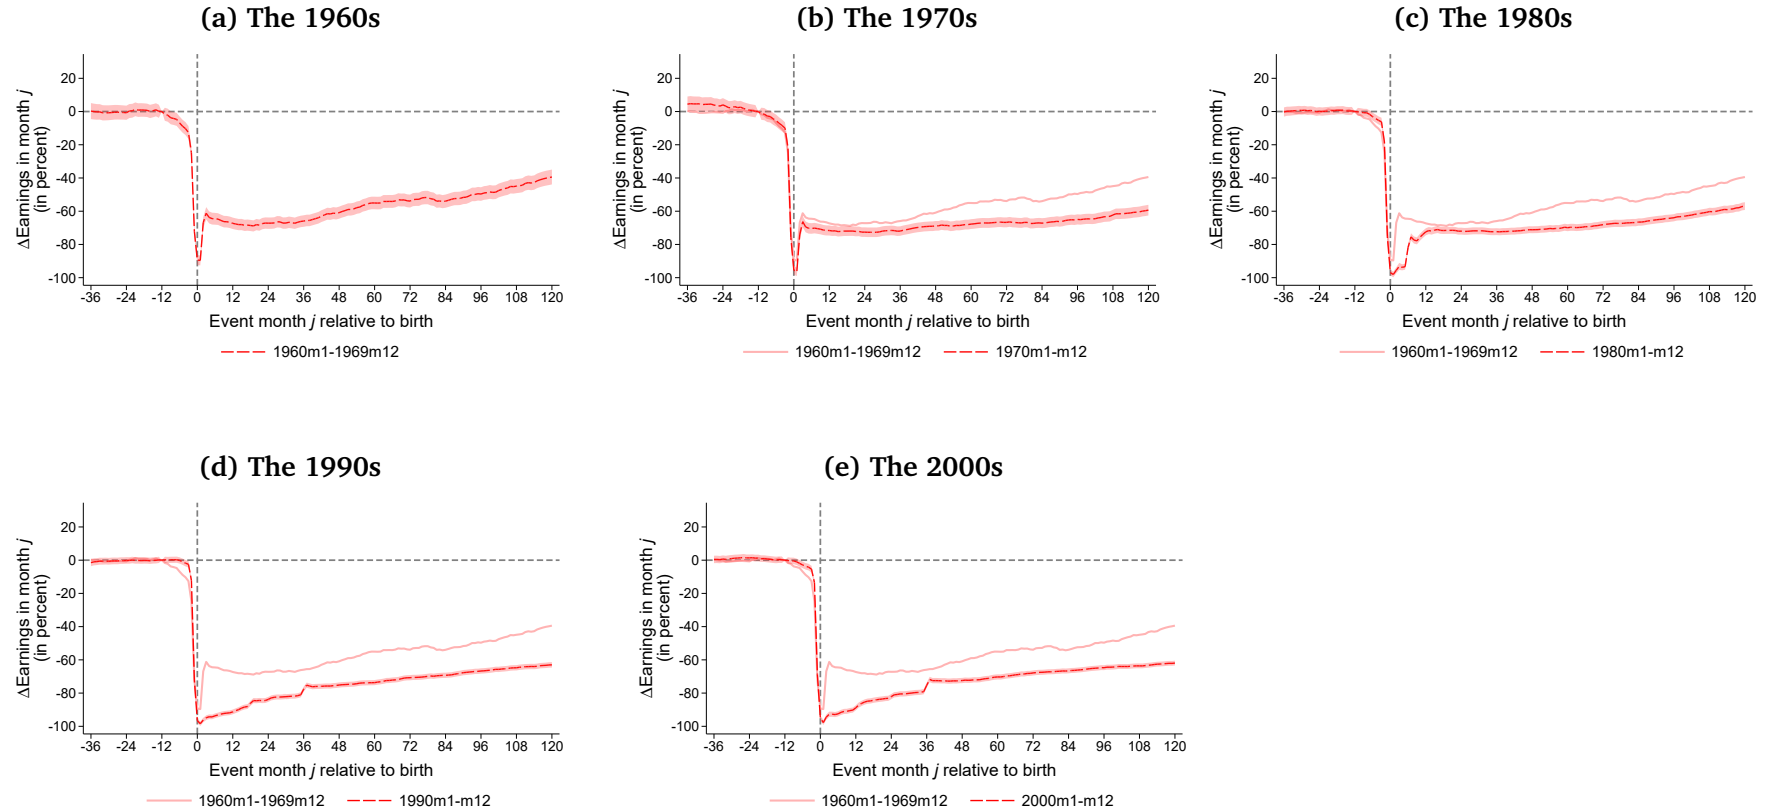 (a) The 1960s
ΔEarnings in month j
(in percent)
20
0
-20
-40
-60
-80
-100
-36 -24 -12 0 12 24 36 48 60 72 84 96 108 120
Event month j relative to birth
1960m1-1969m12
(b) The 1970s
ΔEarnings in month j
(in percent)
20
0
-20
-40
-60
-80
-100
-36 -24 -12 0 12 24 36 48 60 72 84 96 108 120
Event month j relative to birth
1960m1-1969m12 1970m1-m12
(c) The 1980s
ΔEarnings in month j
(in percent)
20
0
-20
-40
-60
-80
-100
-36 -24 -12 0 12 24 36 48 60 72 84 96 108 120
Event month j relative to birth
1960m1-1969m12 1980m1-m12
(d) The 1990s
ΔEarnings in month j
(in percent)
20
0
-20
-40
-60
-80
-100
-36 -24 -12 0 12 24 36 48 60 72 84 96 108 120
Event month j relative to birth
1960m1-1969m12 1990m1-m12
(e) The 2000s
ΔEarnings in month j
(in percent)
20
0
-20
-40
-60
-80
-100
-36 -24 -12 0 12 24 36 48 60 72 84 96 108 120
Event month j relative to birth
1960m1-1969m12 2000m1-m12